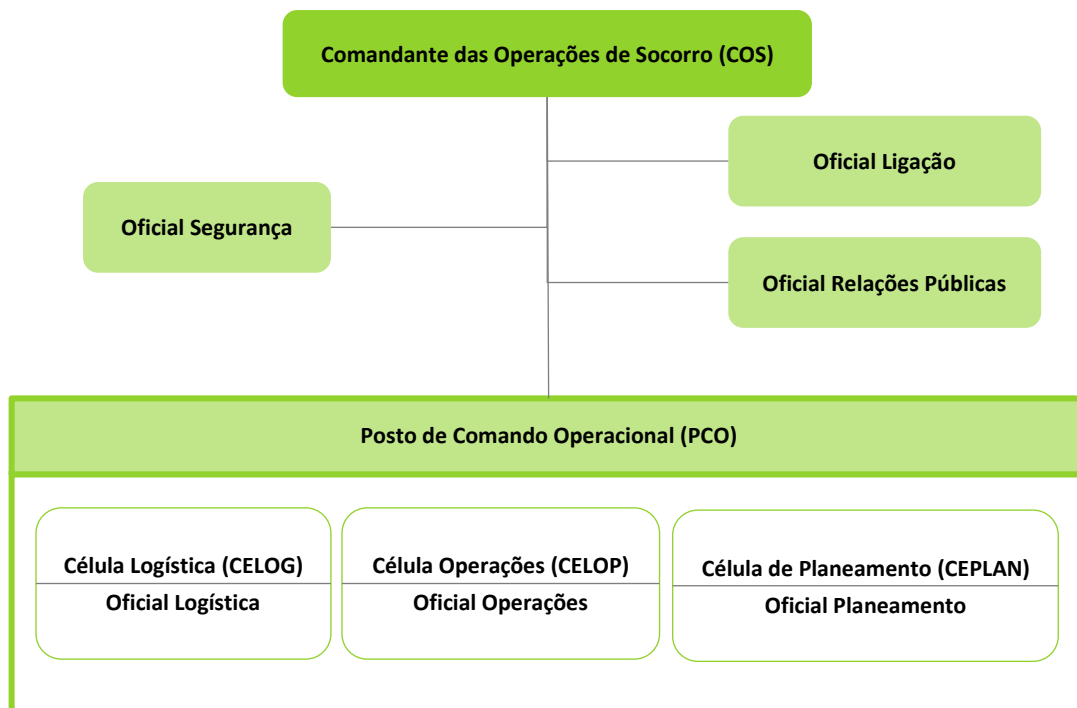 Comandante das Operações de Socorro (COS)
Oficial Ligação
Oficial Segurança
Oficial Relações Públicas
Posto de Comando Operacional (PCO)
Célula Logística (CELOG)
Oficial Logística
Célula Operações (CELOP)
Oficial Operações
Célula de Planeamento (CEPLAN)
Oficial Planeamento